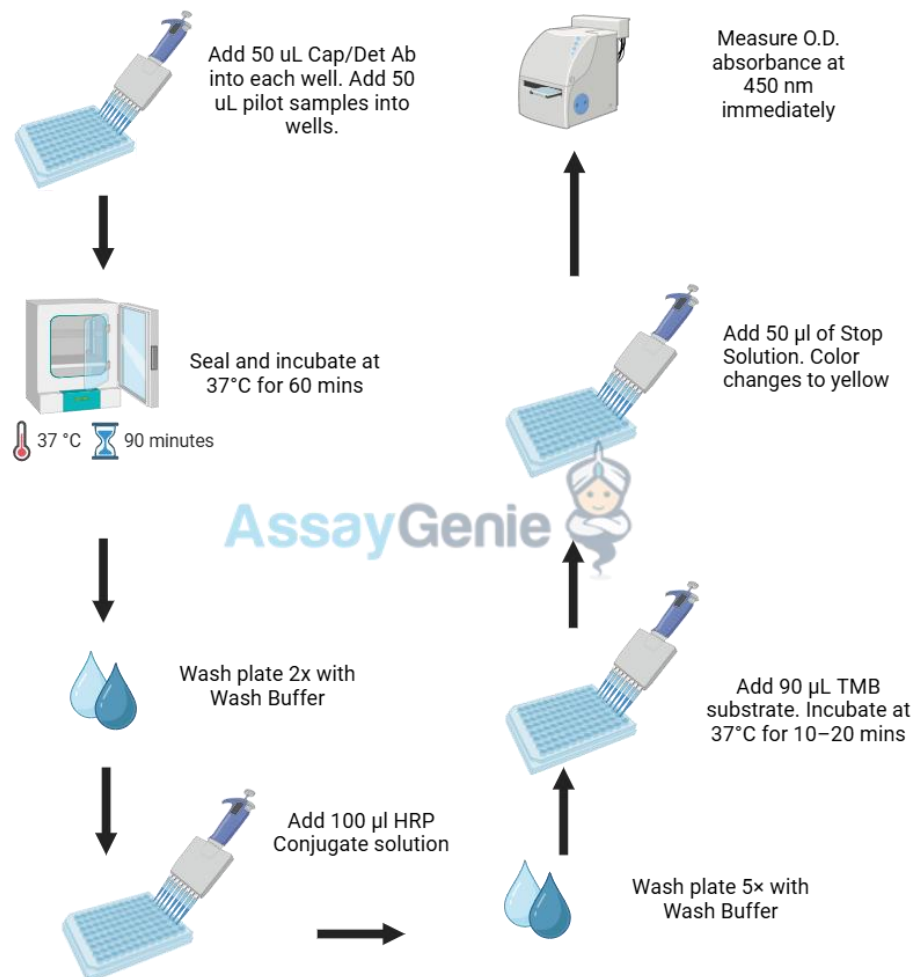 Add 50 uL Cap/Det Ab
into each well. Add 50
uL pilot samples into
wells.
Seal and incubate at
37°C for 60 mins
37 °C
90 minutes
Wash plate 2x with
Wash Buffer
Add 100 µl HRP
Conjugate solution
Wash plate 5× with
Wash Buffer
Add 90 µL TMB
substrate. Incubate at
37°C for 10–20 mins
Add 50 µl of Stop
Solution. Color
changes to yellow
Measure O.D.
absorbance at
450 nm
immediately
AssayGenie